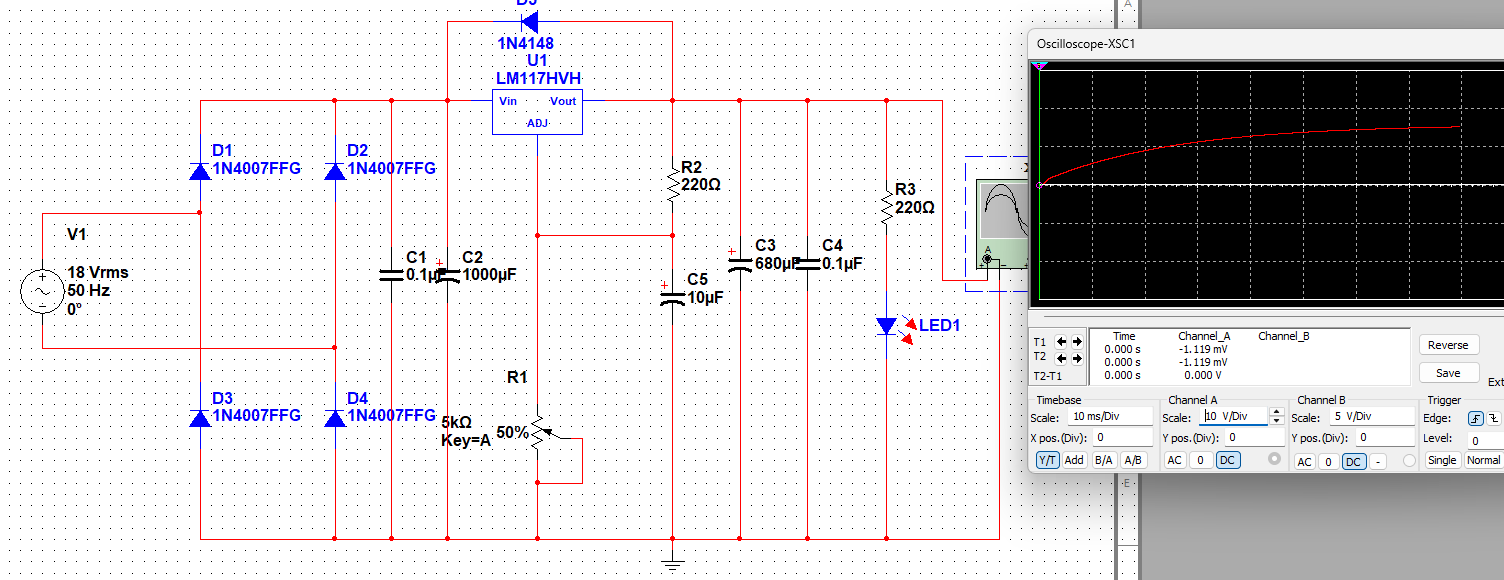 A
1N4148
U1
LM117HVH
Vin
Vout
ADJ
D1
1N4007FFG
D2
1N4007FFG
R2
220Ω
R3
220Ω
V1
18 Vrms
50 Hz
0°
C1
0.1µF
C2
1000µF
C3
680µF
C4
0.1µF
C5
10µF
A
LED1
R1
D3
1N4007FFG
D4
1N4007FFG
5kΩ
Key=A
50%
E
Oscilloscope-XSC1
Time
Channel_A
Channel_B
T1
0.000 s
-1.119 mV
T2
0.000 s
-1.119 mV
T2-T1
0.000 s
0.000 V
Reverse
Save
Ext
Timebase
Scale: 10 ms/Div
X pos.(Div): 0
Y/T
Add
B/A
A/B
Channel A
Scale: 10 V/Div
Y pos.(Div): 0
AC
0
DC
Channel B
Scale: 5 V/Div
Y pos.(Div): 0
AC
0
DC
-
Trigger
Edge:
Level: 0
Single
Normal